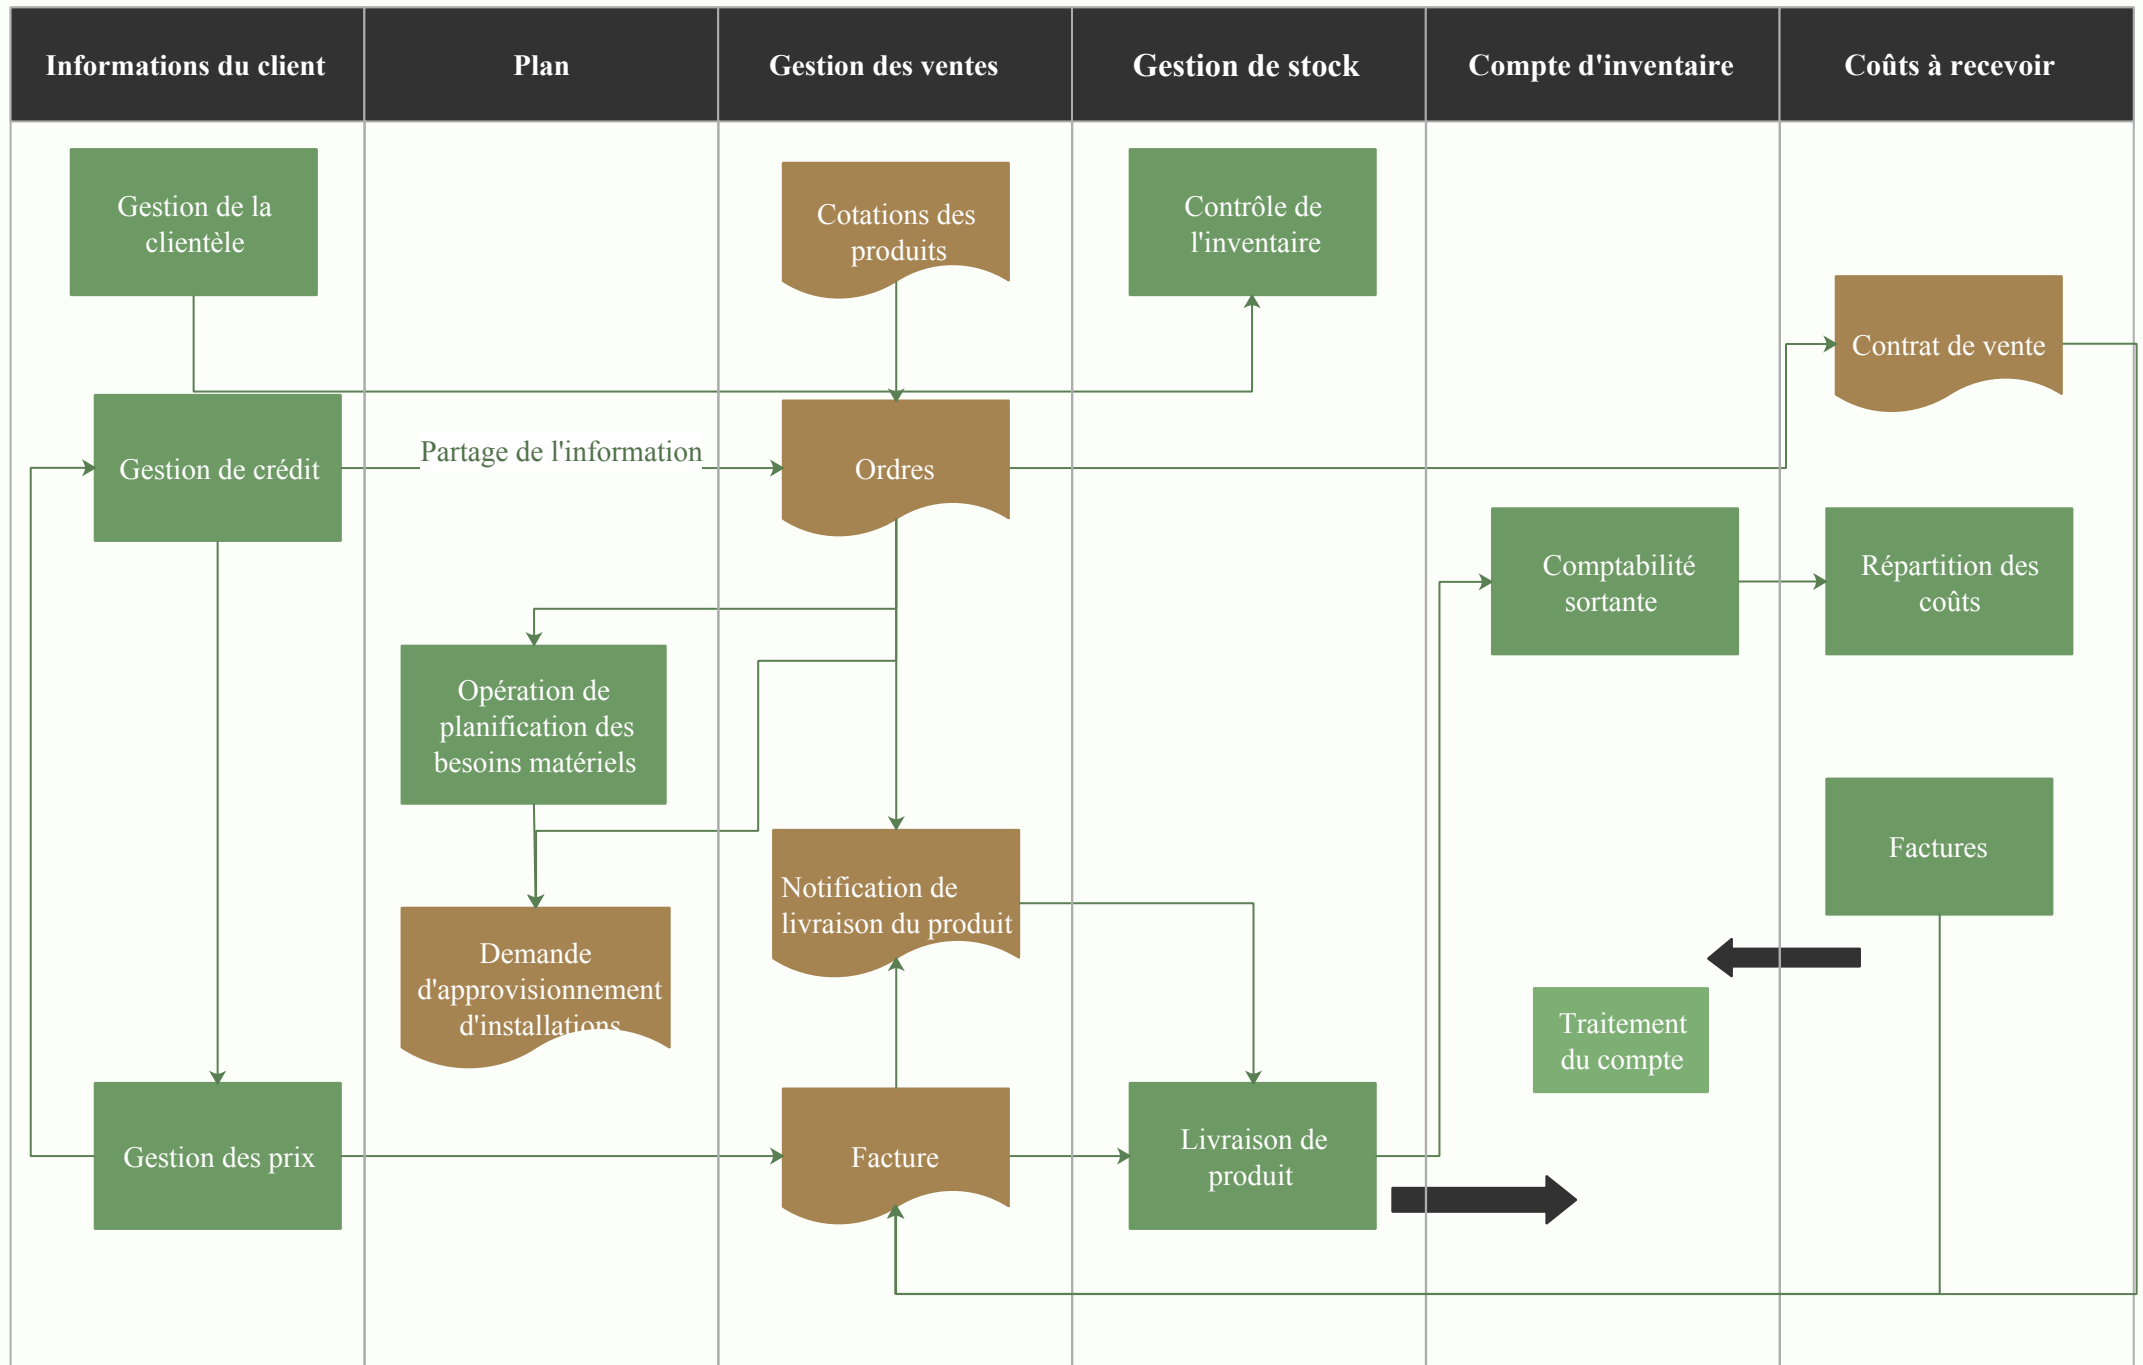 Informations du client
Plan
Gestion des ventes
Gestion de stock
Compte d'inventaire
Coûts à recevoir
Gestion de la
clientèle
Cotations des
produits
Contrôle de
l'inventaire
Contrat de vente
Gestion de crédit
Partage de l'information
Ordres
Comptabilité
sortante
Répartition des
coûts
Opération de
planification des
besoins matériels
Factures
Notification de
livraison du produit
Demande
d'approvisionnement
d'installations
Traitement
du compte
Gestion des prix
Facture
Livraison de
produit